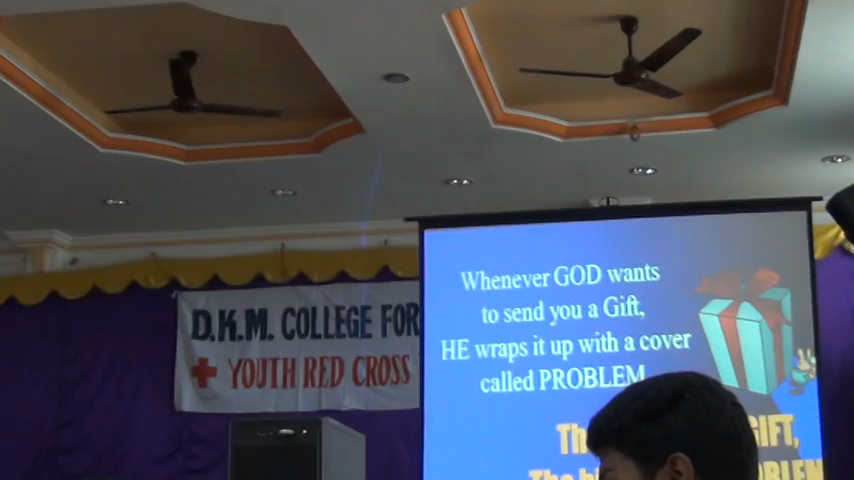 D.K.M. COLLEGE FOR
YOUTH RED CROSS
Whenever GOD wants
to send you a Gift,
HE wraps it up with a cover
called PROBLEM
GIFT,